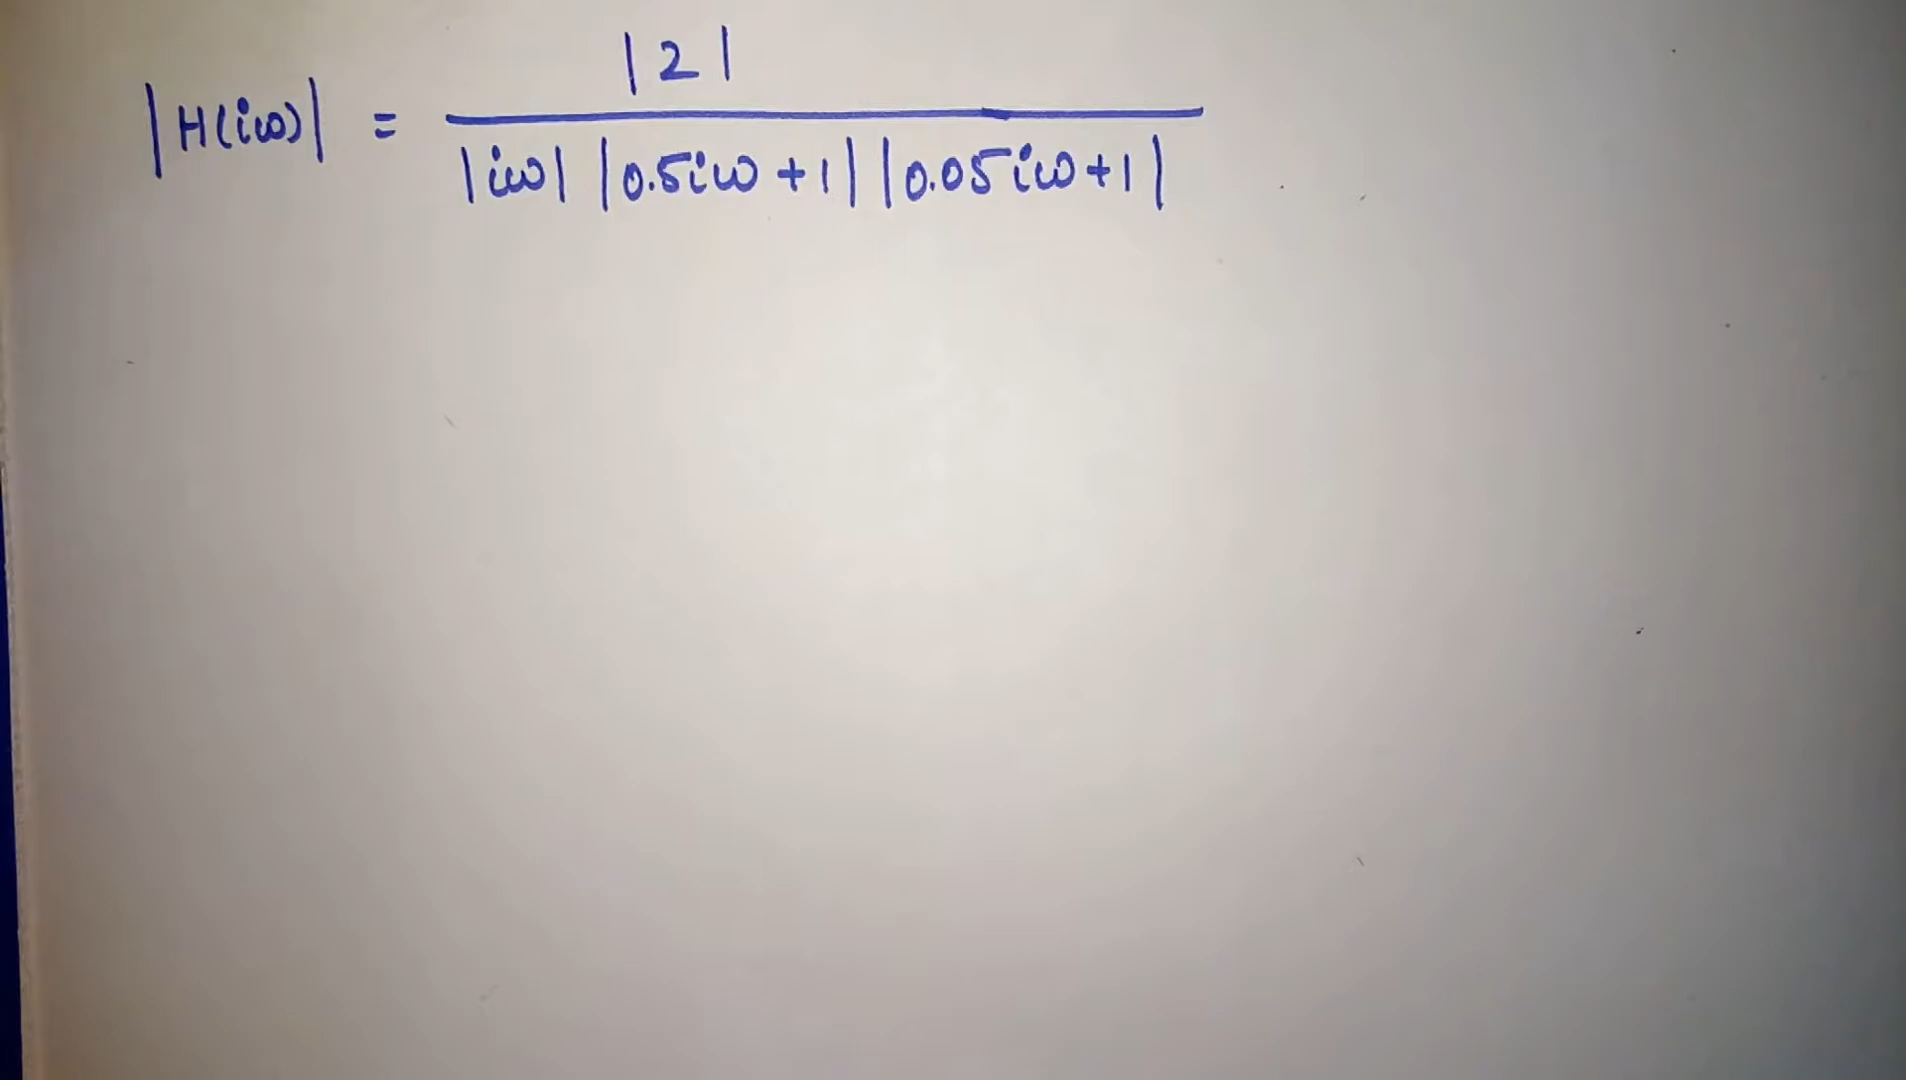 |H(iω)| = |2| / |iω| |0.5iω + 1| |0.05iω + 1|